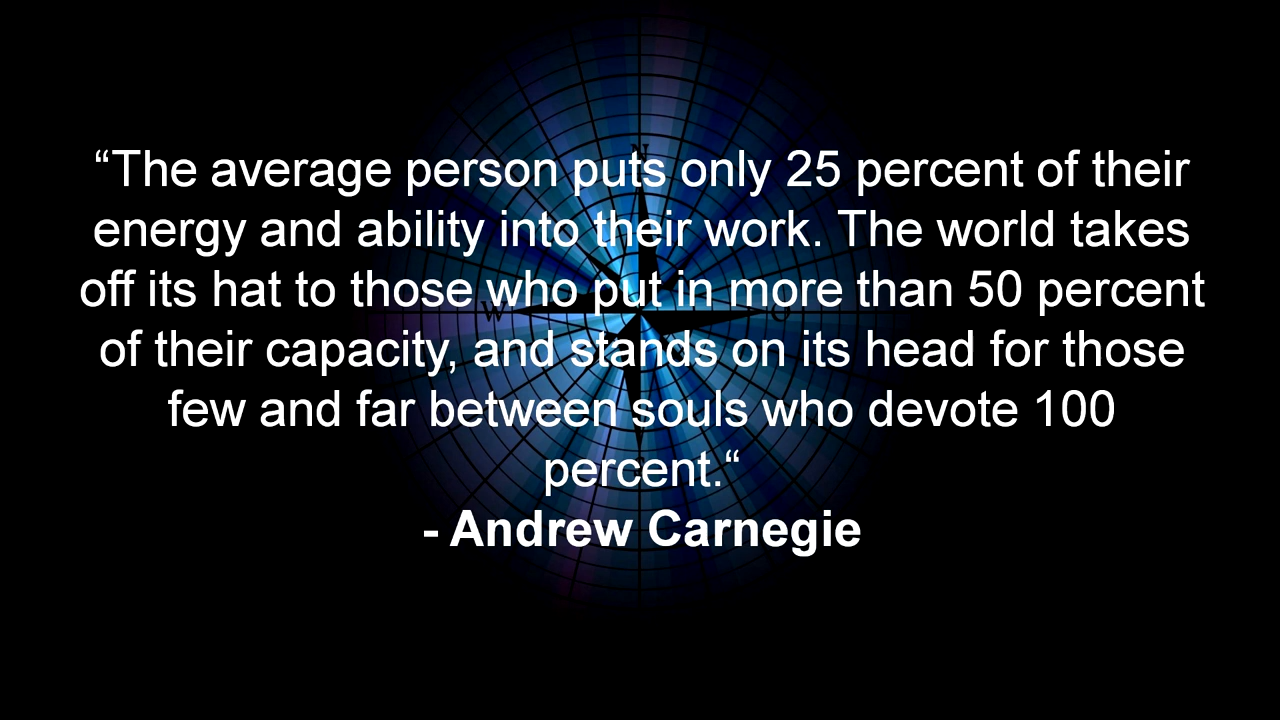 “The average person puts only 25 percent of their
energy and ability into their work. The world takes
off its hat to those who put in more than 50 percent
of their capacity, and stands on its head for those
few and far between souls who devote 100
percent.“
- Andrew Carnegie
N
W
O